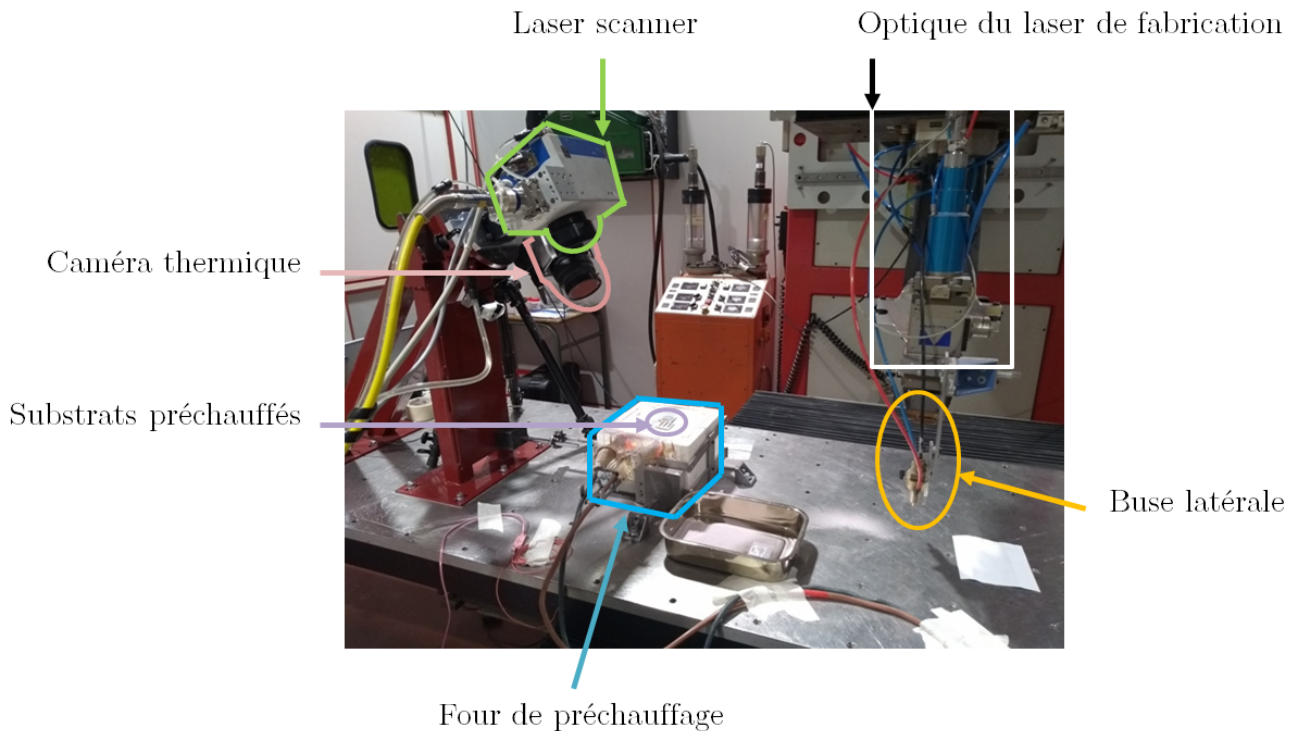 Laser scanner
Optique du laser de fabrication
Caméra thermique
Substrats préchauffés
Buse latérale
Four de préchauffage